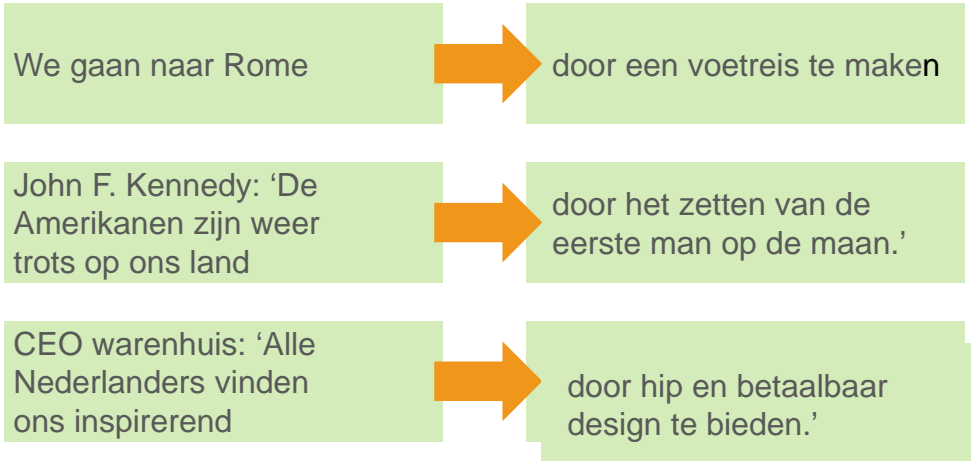 We gaan naar Rome
door een voetreis te maken
John F. Kennedy: ‘De
Amerikanen zijn weer
trots op ons land
door het zetten van de
eerste man op de maan.’
CEO warenhuis: ‘Alle
Nederlanders vinden
ons inspirerend
door hip en betaalbaar
design te bieden.’